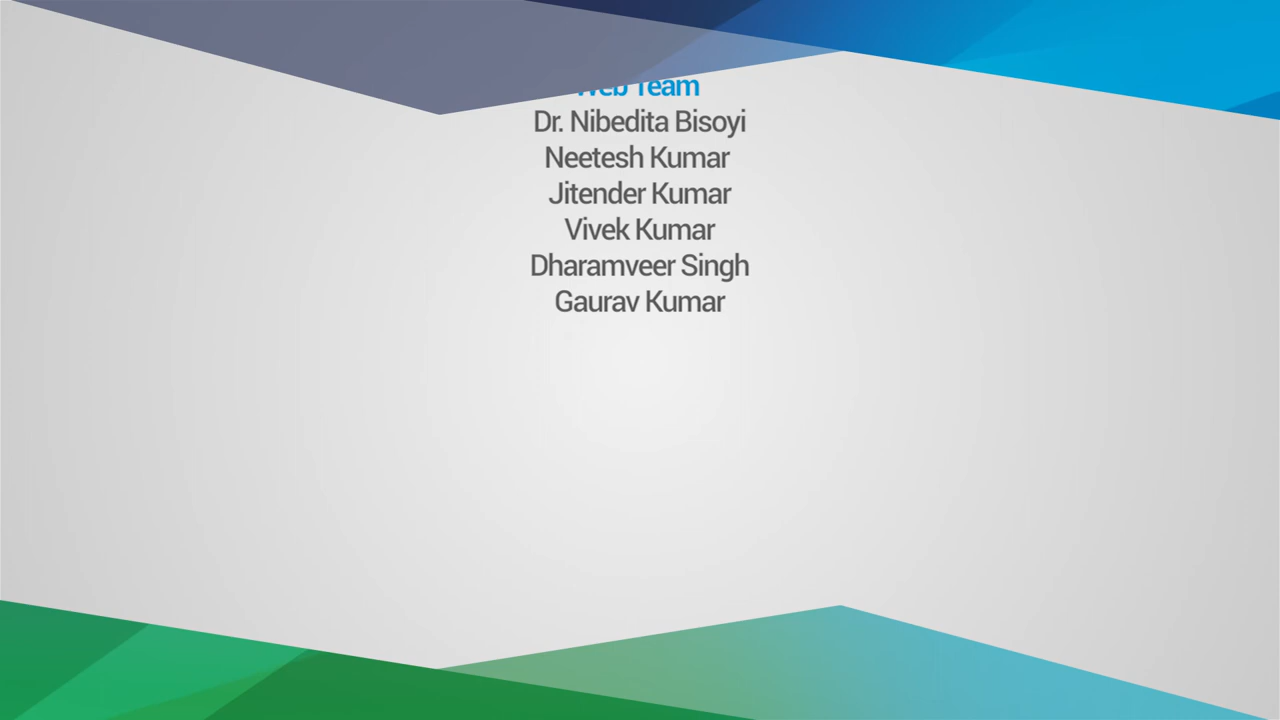 Web Team
Dr. Nibedita Bisoyi
Neetesh Kumar
Jitender Kumar
Vivek Kumar
Dharamveer Singh
Gaurav Kumar